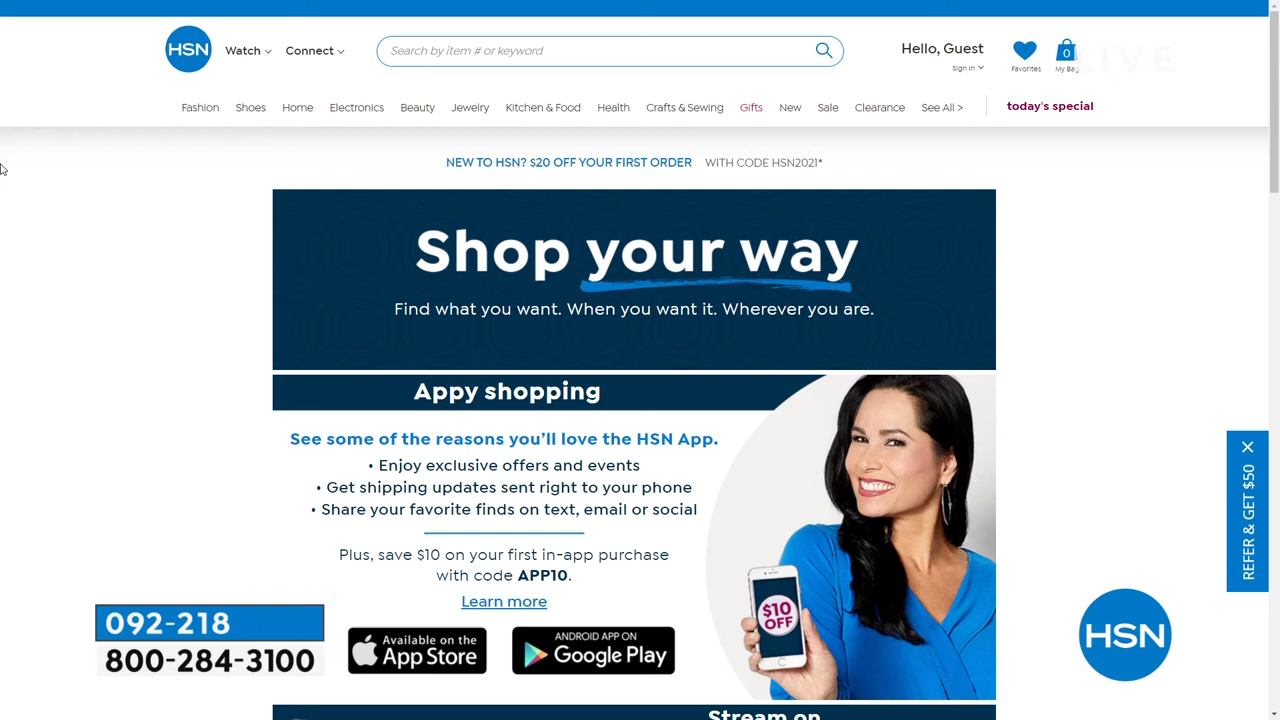 HSN
Watch
Connect
Search by item # or keyword
Hello, Guest
Sign in
Favorites
0
My Bag
LIVE
Fashion
Shoes
Home
Electronics
Beauty
Jewelry
Kitchen & Food
Health
Crafts & Sewing
Gifts
New
Sale
Clearance
See All >
today's special
NEW TO HSN? $20 OFF YOUR FIRST ORDER WITH CODE HSN2021*
Shop your way
Find what you want. When you want it. Wherever you are.
Appy shopping
See some of the reasons you'll love the HSN App.
• Enjoy exclusive offers and events
• Get shipping updates sent right to your phone
• Share your favorite finds on text, email or social
Plus, save $10 on your first in-app purchase
with code APP10.
Learn more
Available on the
App Store
ANDROID APP ON
Google Play
$10
OFF
REFER & GET $50
092-218
800-284-3100
HSN
Stream on